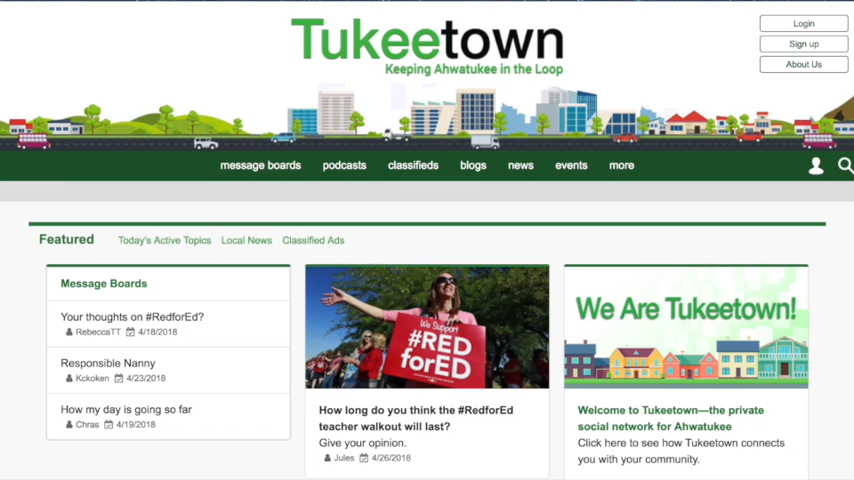 Tukeetown
Keeping Ahwatukee in the Loop
Login
Sign up
About Us
message boards podcasts classifieds blogs news events more
Featured Today's Active Topics Local News Classified Ads
Message Boards
Your thoughts on #RedforEd?
RebeccaTT 4/18/2018
Responsible Nanny
Kckoken 4/23/2018
How my day is going so far
Chras 4/19/2018
We Support
#RED
forED
How long do you think the #RedforEd
teacher walkout will last?
Give your opinion.
Jules 4/26/2018
We Are Tukeetown!
Welcome to Tukeetown—the private
social network for Ahwatukee
Click here to see how Tukeetown connects
you with your community.